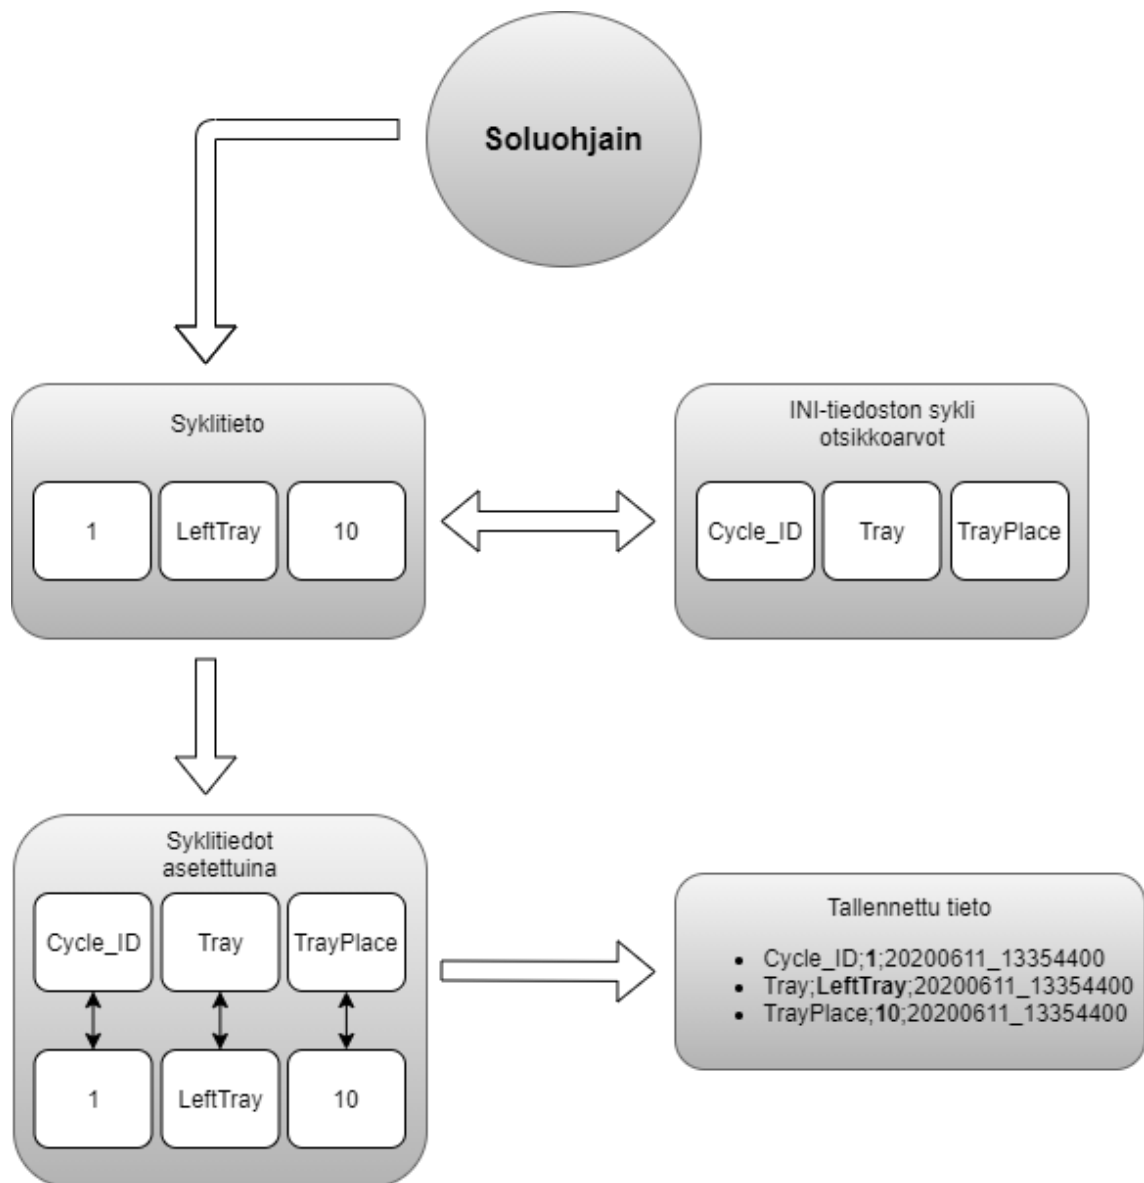 Soluohjain
Syklitieto
1
LeftTray
10
INI-tiedoston sykli
otsikkoarvot
Cycle_ID
Tray
TrayPlace
Syklitiedot
asetettuina
Cycle_ID
Tray
TrayPlace
1
LeftTray
10
Tallennettu tieto
• Cycle_ID;1;20200611_13354400
• Tray;LeftTray;20200611_13354400
• TrayPlace;10;20200611_13354400